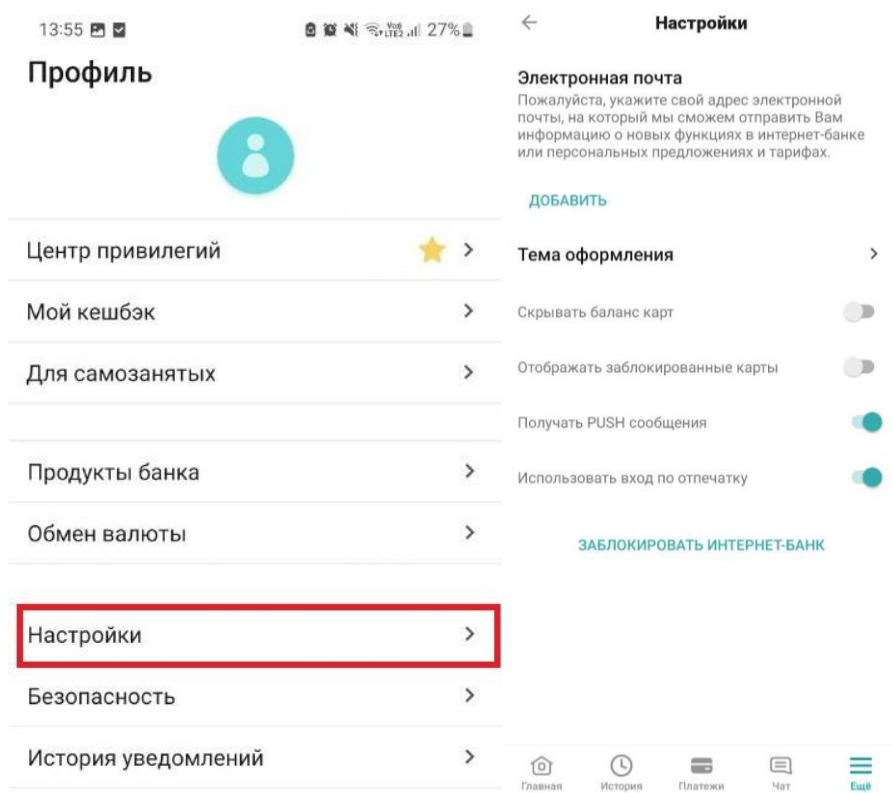 13:55
27%
Профиль
Центр привилегий
Мой кешбэк
Для самозанятых
Продукты банка
Обмен валюты
Настройки
Безопасность
История уведомлений
Настройки
Электронная почта
Пожалуйста, укажите свой адрес электронной
почты, на который мы сможем отправить Вам
информацию о новых функциях в интернет-банке
или персональных предложениях и тарифах.
ДОБАВИТЬ
Тема оформления
Скрывать баланс карт
Отображать заблокированные карты
Получать PUSH сообщения
Использовать вход по отпечатку
ЗАБЛОКИРОВАТЬ ИНТЕРНЕТ-БАНК
Главная
История
Платежи
Чат
Ещё